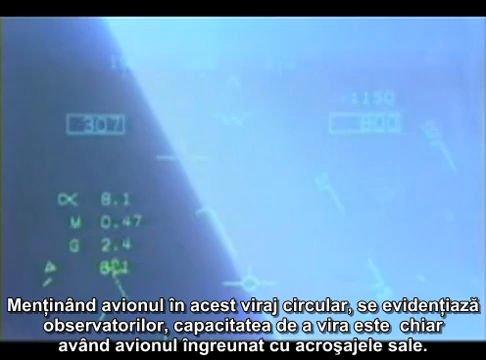 -1150
307
800
α 8.1
M 0.47
G 2.4
Menținând avionul în acest viraj circular, se evidențiază
observatorilor, capacitatea de a vira este  chiar
având avionul îngreunat cu acroșajele sale.